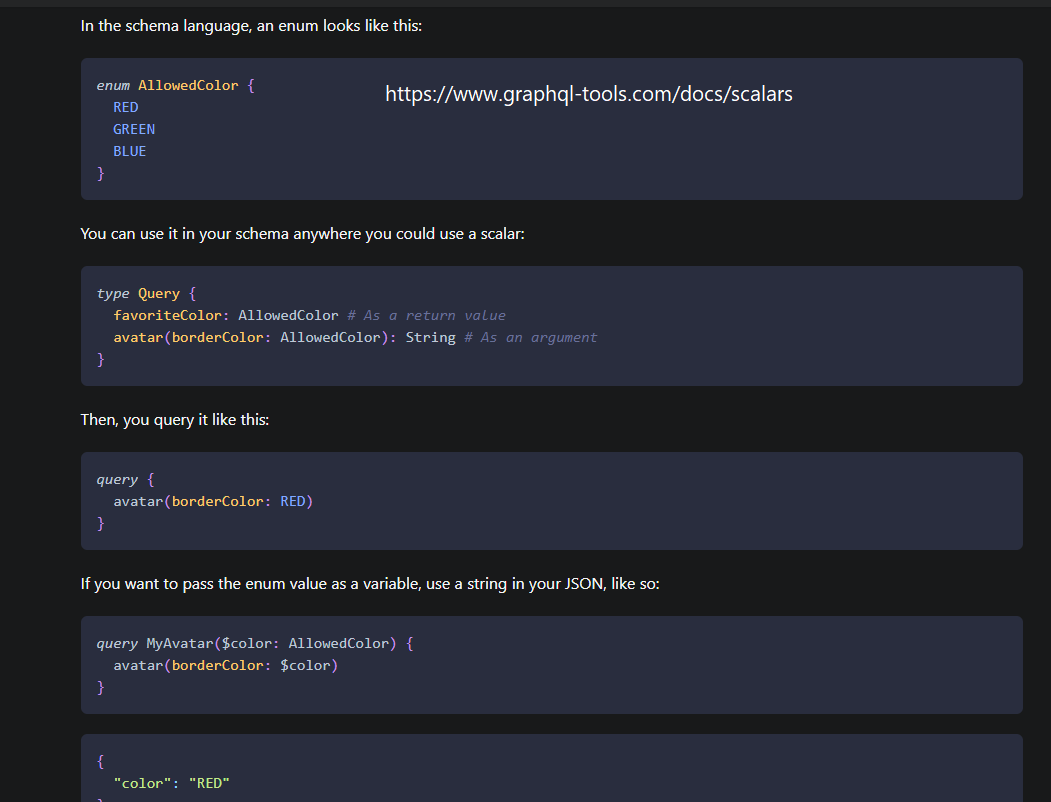 In the schema language, an enum looks like this:
enum AllowedColor {
https://www.graphql-tools.com/docs/scalars
RED
GREEN
BLUE
}
You can use it in your schema anywhere you could use a scalar:
type Query {
favoriteColor: AllowedColor # As a return value
avatar(borderColor: AllowedColor): String # As an argument
}
Then, you query it like this:
query {
avatar(borderColor: RED)
}
If you want to pass the enum value as a variable, use a string in your JSON, like so:
query MyAvatar($color: AllowedColor) {
avatar(borderColor: $color)
}
{
"color": "RED"
}